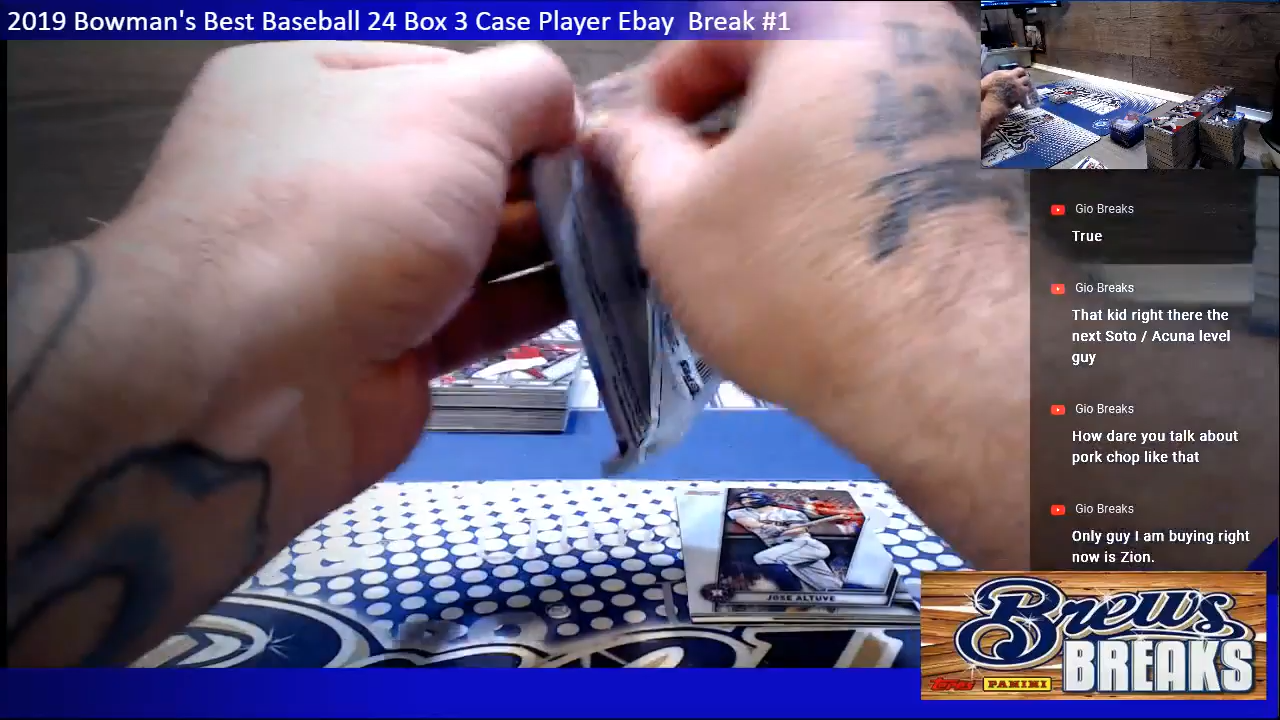 2019 Bowman's Best Baseball 24 Box 3 Case Player Ebay Break #1
Gio Breaks
True
Gio Breaks
That kid right there the
next Soto / Acuna level
guy
Gio Breaks
How dare you talk about
pork chop like that
Gio Breaks
Only guy I am buying right
now is Zion.
JOSE ALTUVE
Brews
BREAKS
topps PANINI